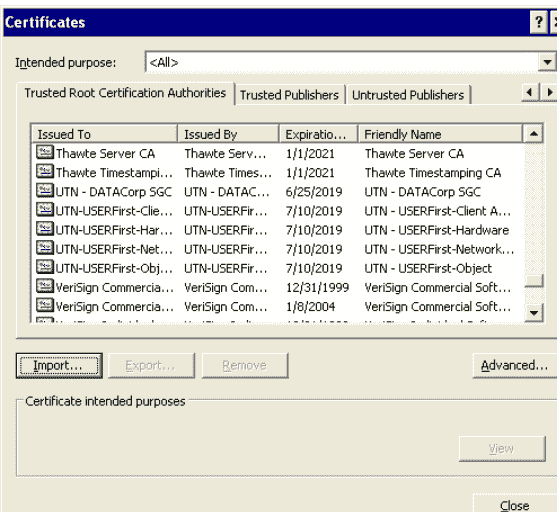 Certificates ?
Intended purpose: <All>
Trusted Root Certification Authorities Trusted Publishers Untrusted Publishers
Issued To Issued By Expiratio... Friendly Name
Thawte Server CA Thawte Serv... 1/1/2021 Thawte Server CA
Thawte Timestampi... Thawte Times... 1/1/2021 Thawte Timestamping CA
UTN - DATACorp SGC UTN - DATAC... 6/25/2019 UTN - DATACorp SGC
UTN-USERFirst-Clie... UTN-USERFir... 7/10/2019 UTN - USERFirst-Client A...
UTN-USERFirst-Har... UTN-USERFir... 7/10/2019 UTN - USERFirst-Hardware
UTN-USERFirst-Net... UTN-USERFir... 7/10/2019 UTN - USERFirst-Network...
UTN-USERFirst-Obj... UTN-USERFir... 7/10/2019 UTN - USERFirst-Object
VeriSign Commercia... VeriSign Com... 12/31/1999 VeriSign Commercial Soft...
VeriSign Commercia... VeriSign Com... 1/8/2004 VeriSign Commercial Soft...
Import... Export... Remove Advanced...
Certificate intended purposes
View
Close